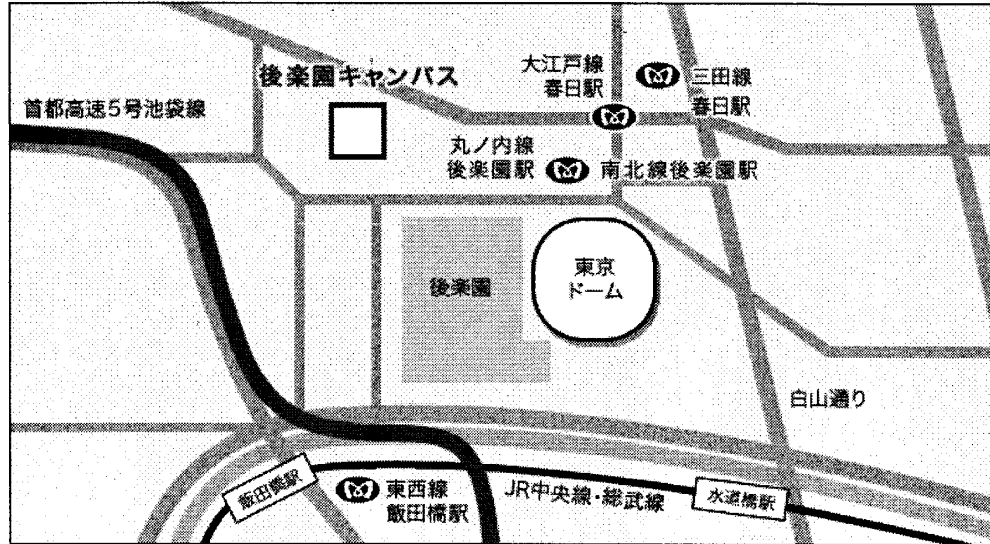 後楽園キャンパス
大江戸線
春日駅
三田線
春日駅
首都高速5号池袋線
丸ノ内線
後楽園駅
南北線後楽園駅
後楽園
東京
ドーム
白山通り
飯田橋駅
東西線
飯田橋駅
JR中央線・総武線
水道橋駅